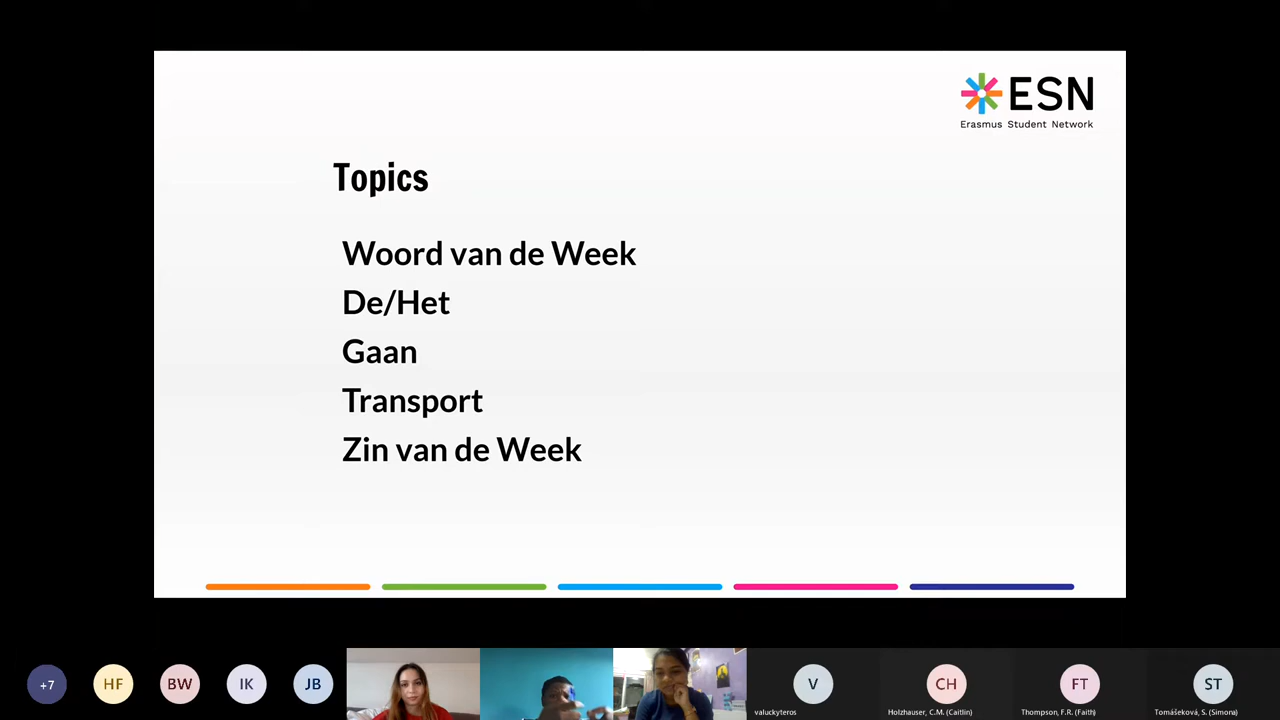 ESN
Erasmus Student Network
Topics
Woord van de Week
De/Het
Gaan
Transport
Zin van de Week
+7
HF
BW
IK
JB
V
valuckyteros
CH
Holzhauser, C.M. (Caitlin)
FT
Thompson, F.R. (Faith)
ST
Tomášeková, S. (Simona)